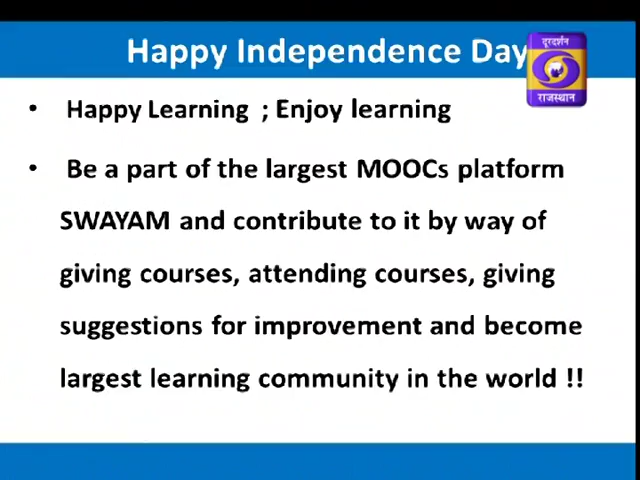 Happy Independence Day
दूरदर्शन
राजस्थान
• Happy Learning ; Enjoy learning
• Be a part of the largest MOOCs platform
SWAYAM and contribute to it by way of
giving courses, attending courses, giving
suggestions for improvement and become
largest learning community in the world !!